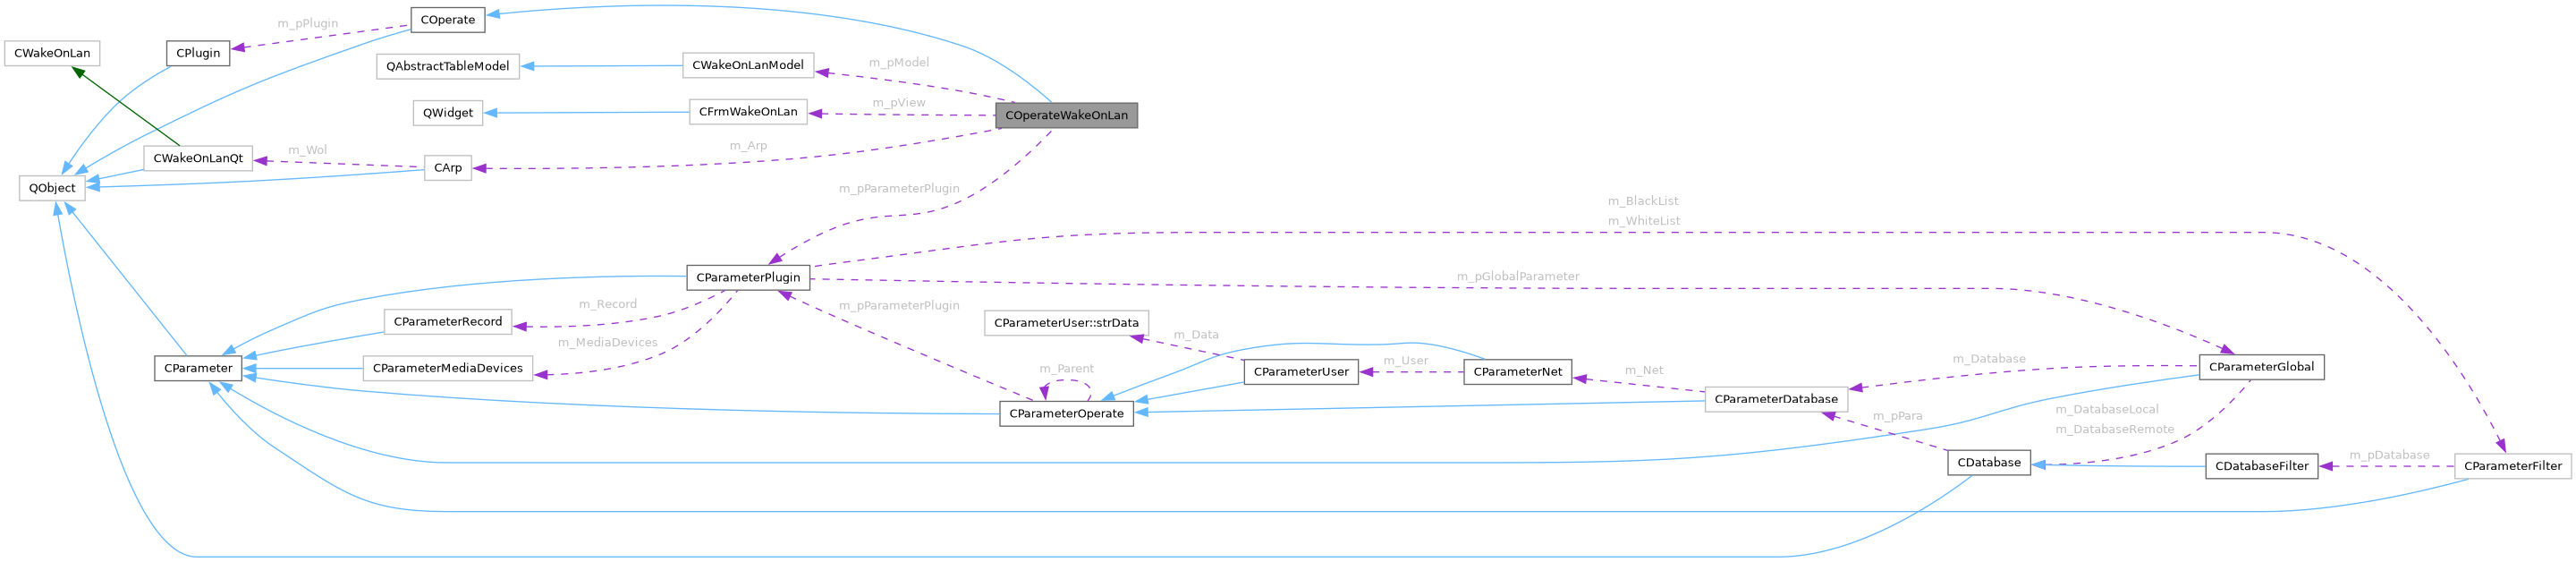 COperate
m_pPlugin
CWakeOnLan
CPlugin
QAbstractTableModel
CWakeOnLanModel
m_pModel
m_pView
QWidget
CFrmWakeOnLan
COperateWakeOnLan
m_Wol
m_Arp
CWakeOnLanQt
CArp
QObject
m_pParameterPlugin
m_BlackList
m_WhiteList
CParameterPlugin
m_pGlobalParameter
m_Record
m_pParameterPlugin
CParameterRecord
CParameterUser::strData
m_Data
m_MediaDevices
m_User
m_Database
CParameter
CParameterMediaDevices
m_Parent
CParameterUser
CParameterNet
m_Net
CParameterGlobal
CParameterDatabase
CParameterOperate
m_pPara
m_DatabaseLocal
m_DatabaseRemote
m_pDatabase
CDatabase
CDatabaseFilter
CParameterFilter